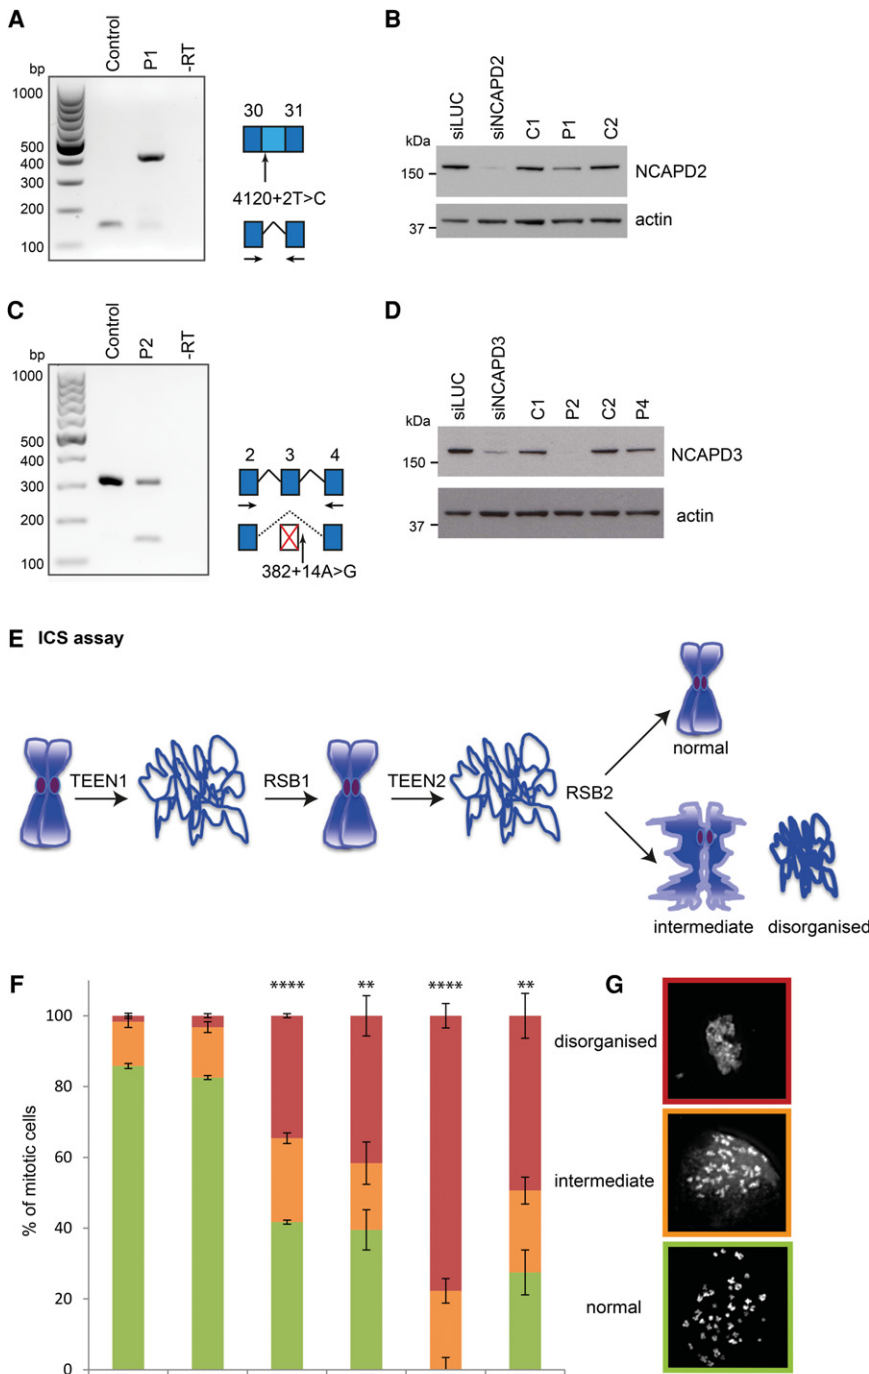 A
bp
Control
P1
-RT
1000
500
400
300
200
100
30 31
4120+2T>C
B
siLUC
siNCAPD2
C1
P1
C2
kDa
150
NCAPD2
37
actin
C
bp
Control
P2
-RT
1000
500
400
300
200
100
2 3 4
382+14A>G
D
siLUC
siNCAPD3
C1
P2
C2
P4
kDa
150
NCAPD3
37
actin
E ICS assay
TEEN1
RSB1
TEEN2
RSB2
normal
intermediate
disorganised
F
% of mitotic cells
100
80
60
40
20
0
**** ** **** **
G
disorganised
intermediate
normal